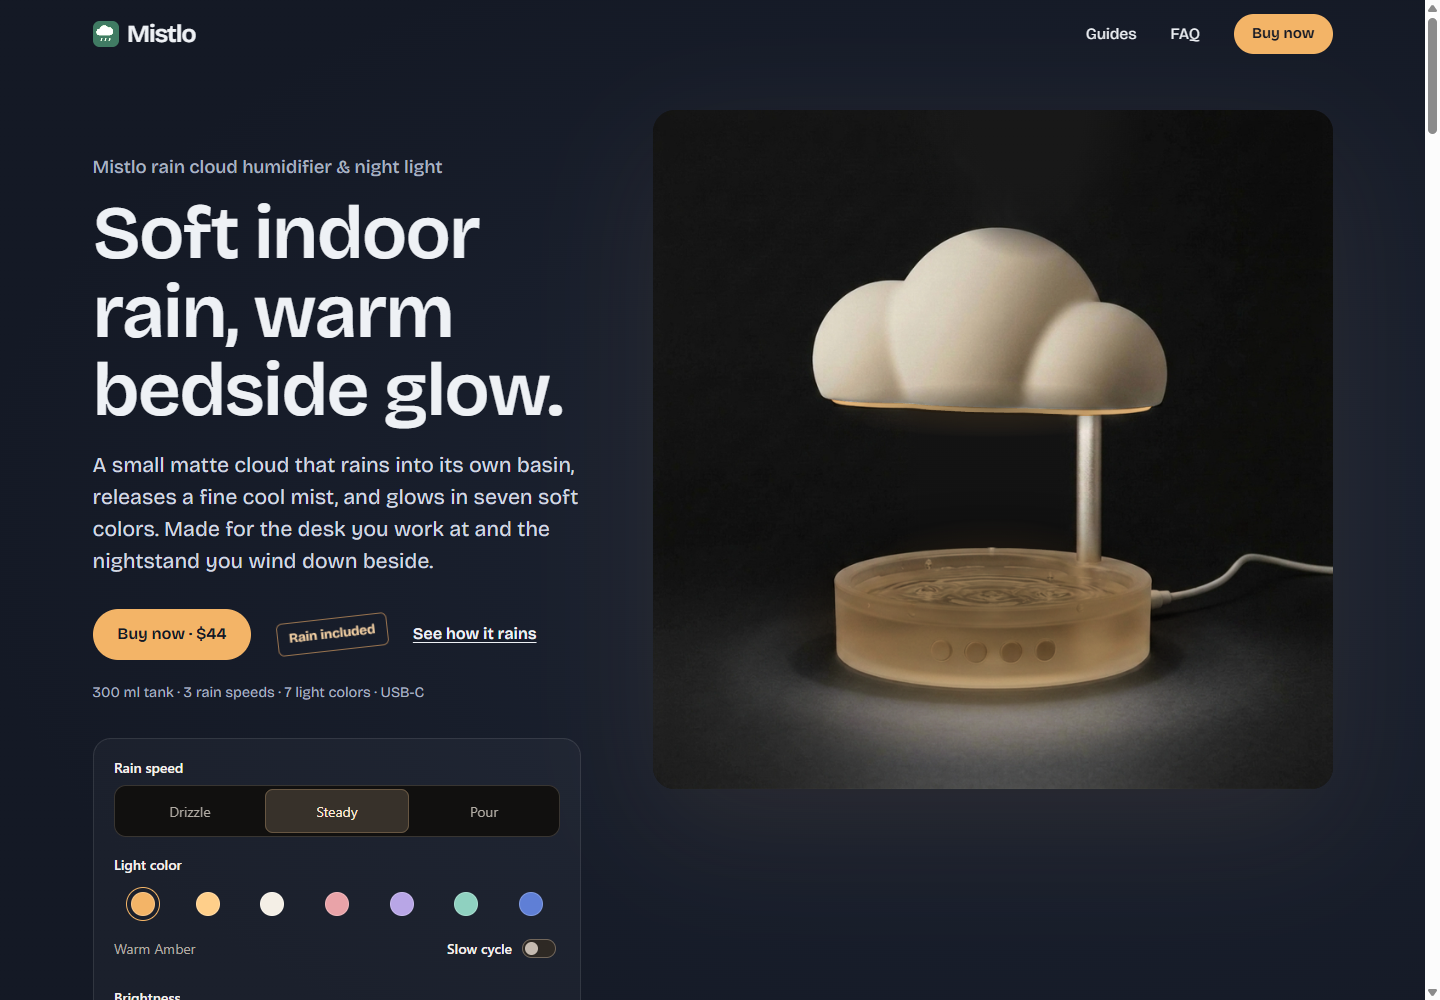 Mistlo
Guides
FAQ
Buy now
Mistlo rain cloud humidifier & night light
Soft indoor
rain, warm
bedside glow.
A small matte cloud that rains into its own basin,
releases a fine cool mist, and glows in seven soft
colors. Made for the desk you work at and the
nightstand you wind down beside.
Buy now · $44
Rain included
See how it rains
300 ml tank · 3 rain speeds · 7 light colors · USB-C
Rain speed
Drizzle
Steady
Pour
Light color
Warm Amber
Slow cycle
Brightness